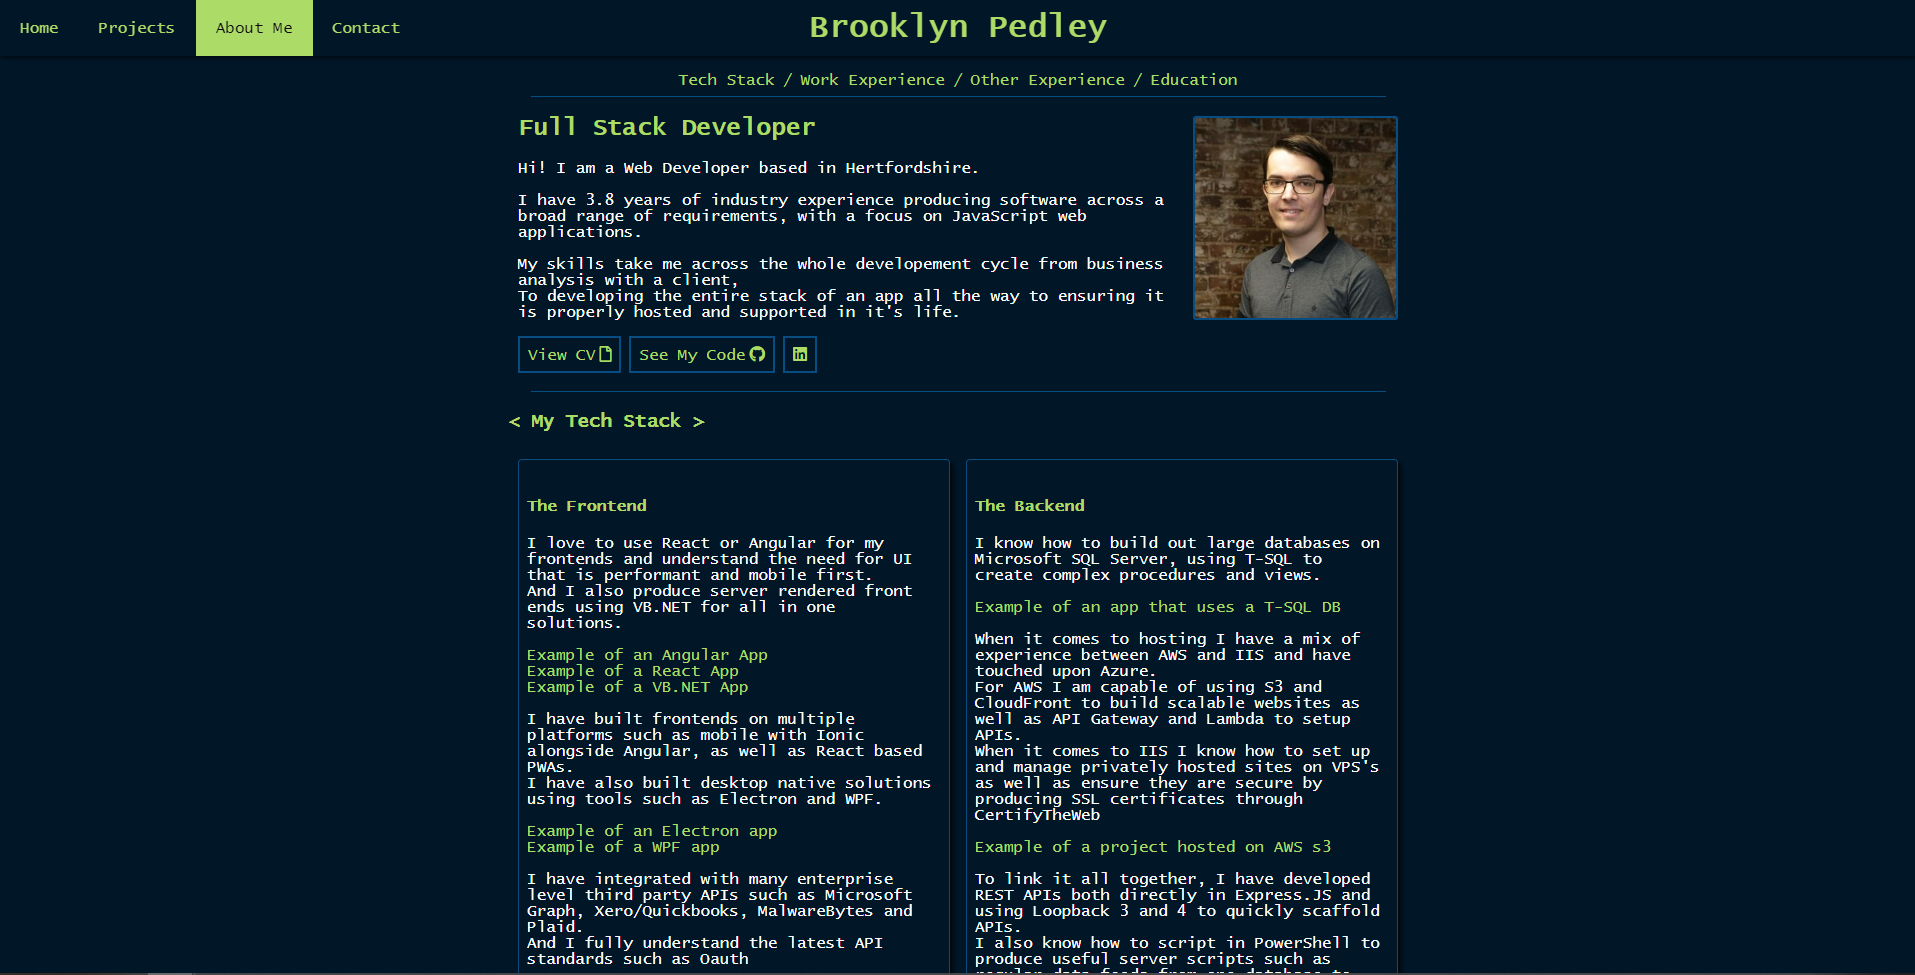 Home Projects About Me Contact
Brooklyn Pedley
Tech Stack / Work Experience / Other Experience / Education
Full Stack Developer
Hi! I am a Web Developer based in Hertfordshire.
I have 3.8 years of industry experience producing software across a
broad range of requirements, with a focus on JavaScript web
applications.
My skills take me across the whole developement cycle from business
analysis with a client,
To developing the entire stack of an app all the way to ensuring it
is properly hosted and supported in it's life.
View CV See My Code
< My Tech Stack >
The Frontend
I love to use React or Angular for my
frontends and understand the need for UI
that is performant and mobile first.
And I also produce server rendered front
ends using VB.NET for all in one
solutions.
Example of an Angular App
Example of a React App
Example of a VB.NET App
I have built frontends on multiple
platforms such as mobile with Ionic
alongside Angular, as well as React based
PWAs.
I have also built desktop native solutions
using tools such as Electron and WPF.
Example of an Electron app
Example of a WPF app
I have integrated with many enterprise
level third party APIs such as Microsoft
Graph, Xero/Quickbooks, MalwareBytes and
Plaid.
And I fully understand the latest API
standards such as Oauth
The Backend
I know how to build out large databases on
Microsoft SQL Server, using T-SQL to
create complex procedures and views.
Example of an app that uses a T-SQL DB
When it comes to hosting I have a mix of
experience between AWS and IIS and have
touched upon Azure.
For AWS I am capable of using S3 and
CloudFront to build scalable websites as
well as API Gateway and Lambda to setup
APIs.
When it comes to IIS I know how to set up
and manage privately hosted sites on VPS's
as well as ensure they are secure by
producing SSL certificates through
CertifyTheWeb
Example of a project hosted on AWS s3
To link it all together, I have developed
REST APIs both directly in Express.JS and
using Loopback 3 and 4 to quickly scaffold
APIs.
I also know how to script in PowerShell to
produce useful server scripts such as
regular data feeds from one database to